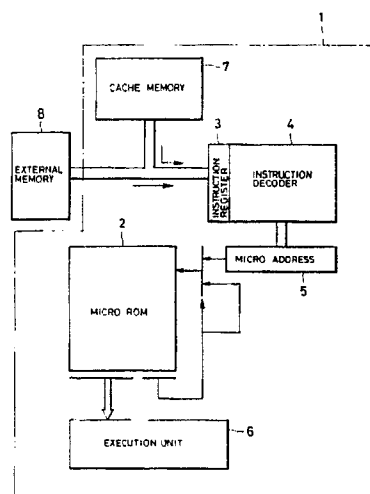 1
CACHE MEMORY
7
8
EXTERNAL
MEMORY
3
4
INSTRUCTION
REGISTER
INSTRUCTION
DECODER
2
MICRO ADDRESS
5
MICRO ROM
EXECUTION UNIT
6